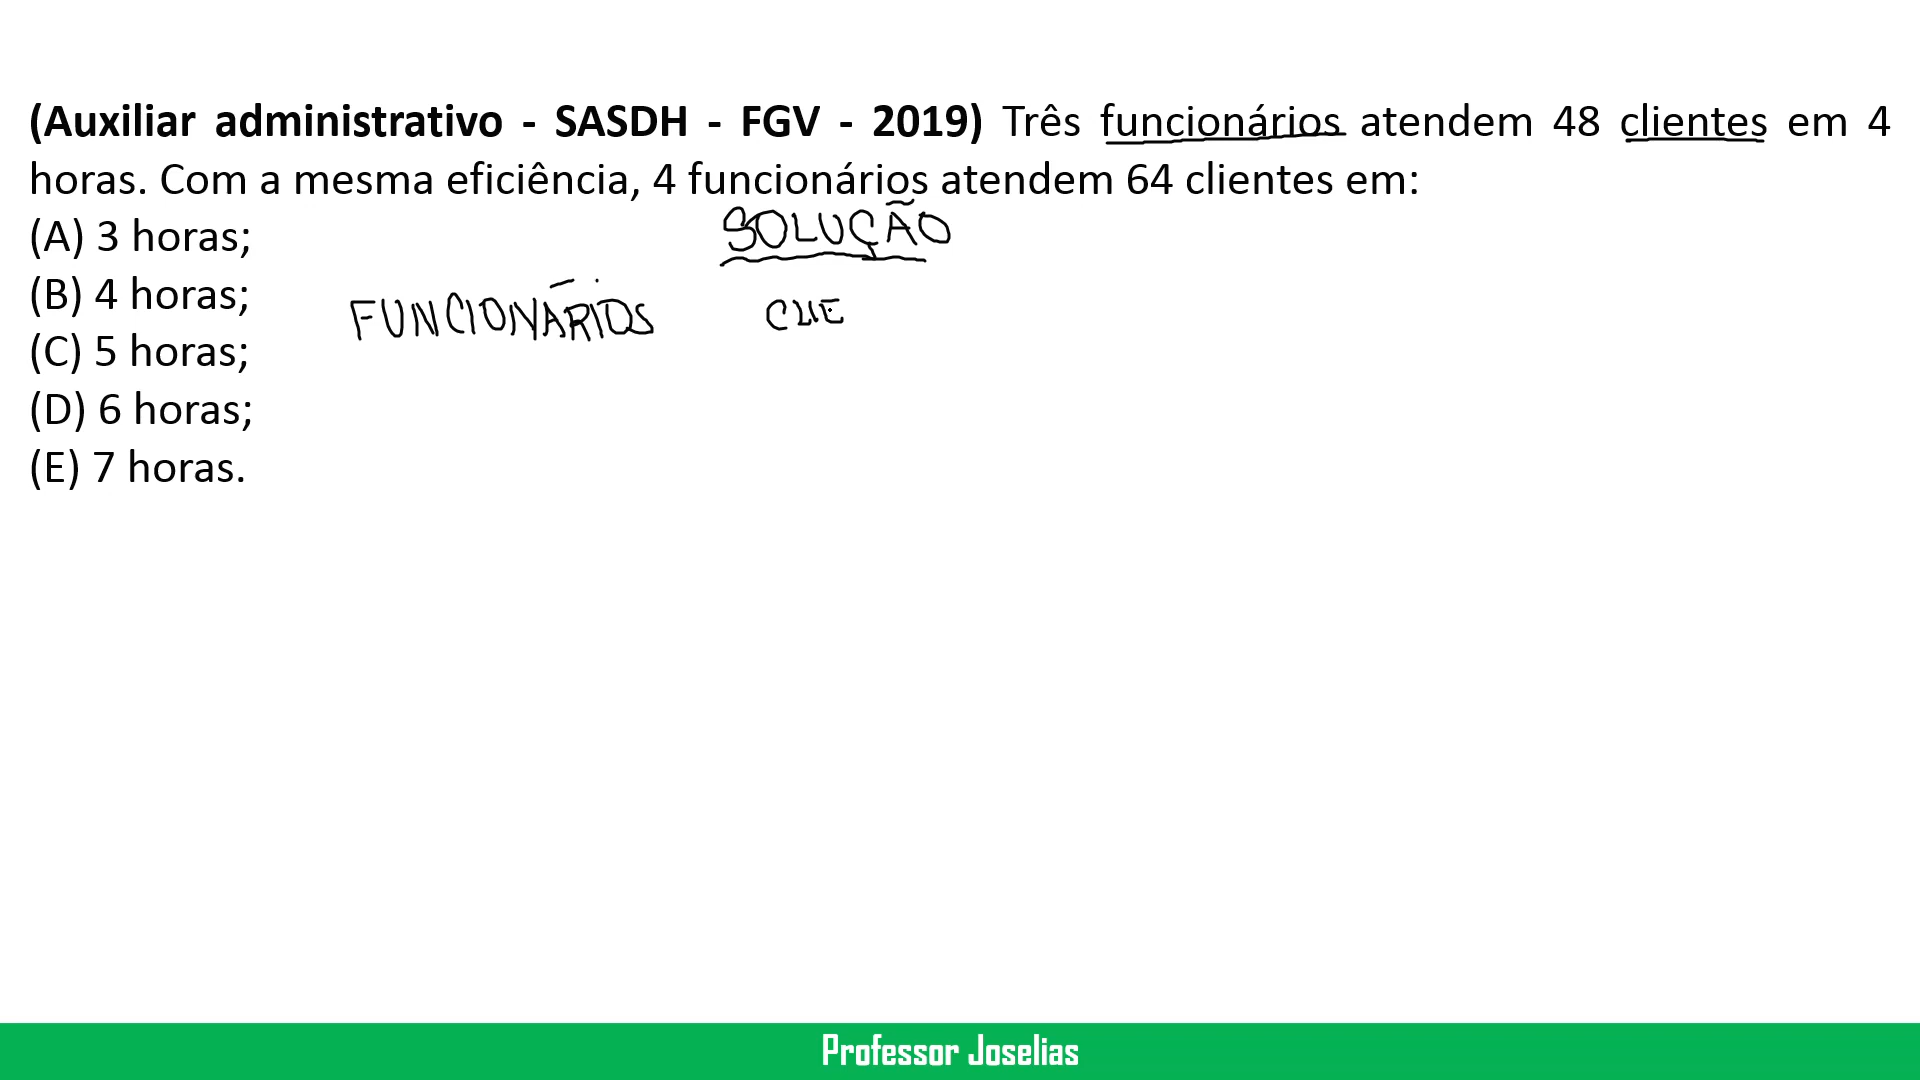 (Auxiliar administrativo - SASDH - FGV - 2019) Três funcionários atendem 48 clientes em 4
horas. Com a mesma eficiência, 4 funcionários atendem 64 clientes em:
(A) 3 horas;
SOLUÇÃO
(B) 4 horas;
FUNCIONÁRIOS CLIE
(C) 5 horas;
(D) 6 horas;
(E) 7 horas.
Professor Joselias